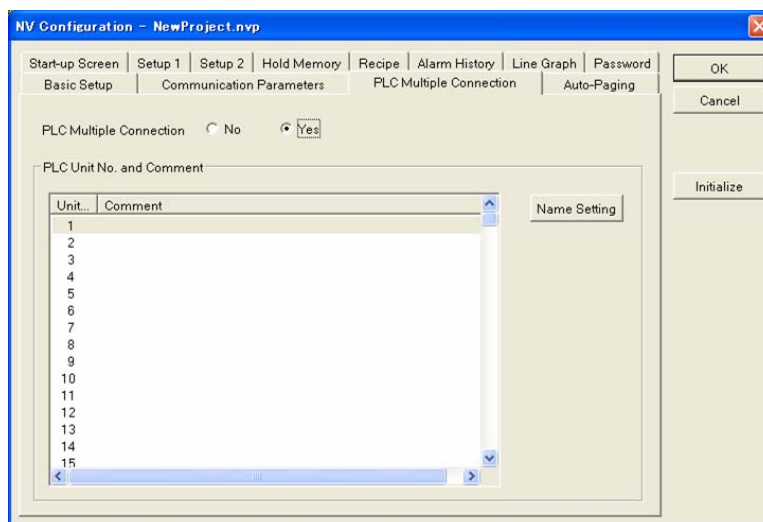 NV Configuration - NewProject.nvp
Start-up Screen Setup 1 Setup 2 Hold Memory Recipe Alarm History Line Graph Password
Basic Setup Communication Parameters PLC Multiple Connection Auto-Paging
OK
Cancel
Initialize
PLC Multiple Connection No Yes
PLC Unit No. and Comment
Unit... Comment
Name Setting
1
2
3
4
5
6
7
8
9
10
11
12
13
14
15